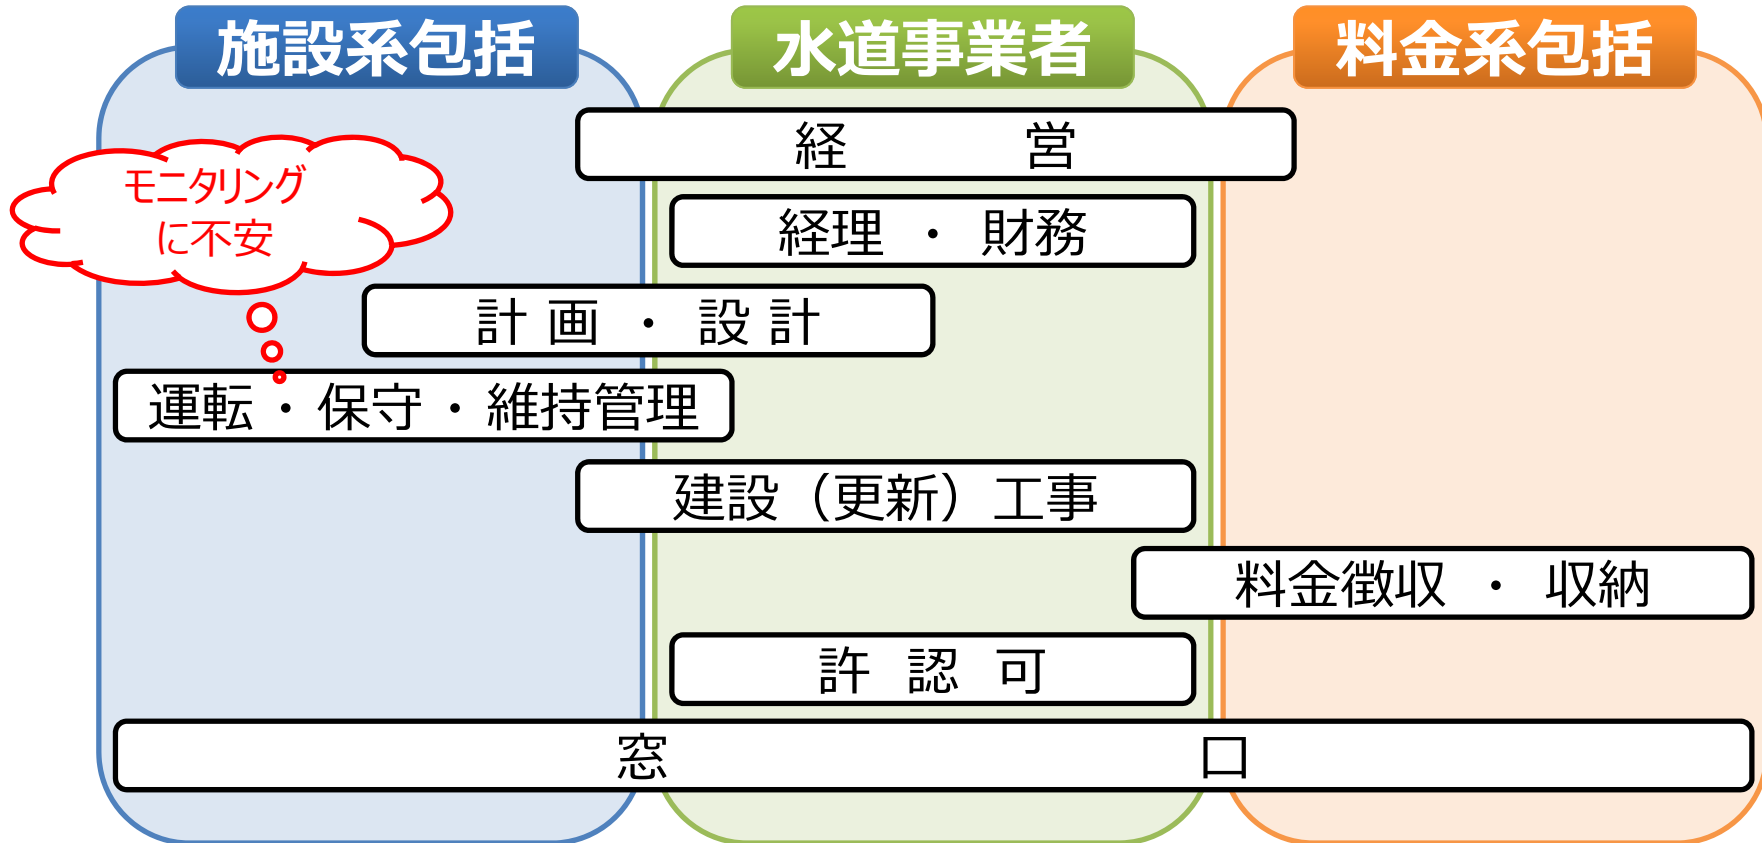 施設系包括
水道事業者
料金系包括
経営
モニタリング
に不安
経理・財務
計画・設計
運転・保守・維持管理
建設（更新）工事
料金徴収・収納
許認可
窓口